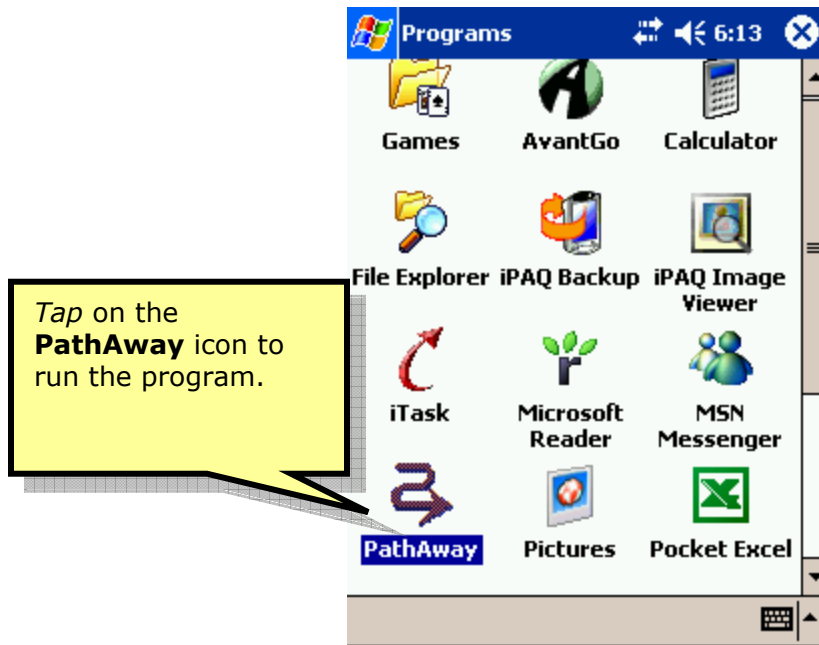 Programs 6:13
Games AvantGo Calculator
File Explorer iPAQ Backup iPAQ Image
Viewer
Tap on the
PathAway icon to
run the program.
iTask Microsoft MSN
Reader Messenger
PathAway Pictures Pocket Excel